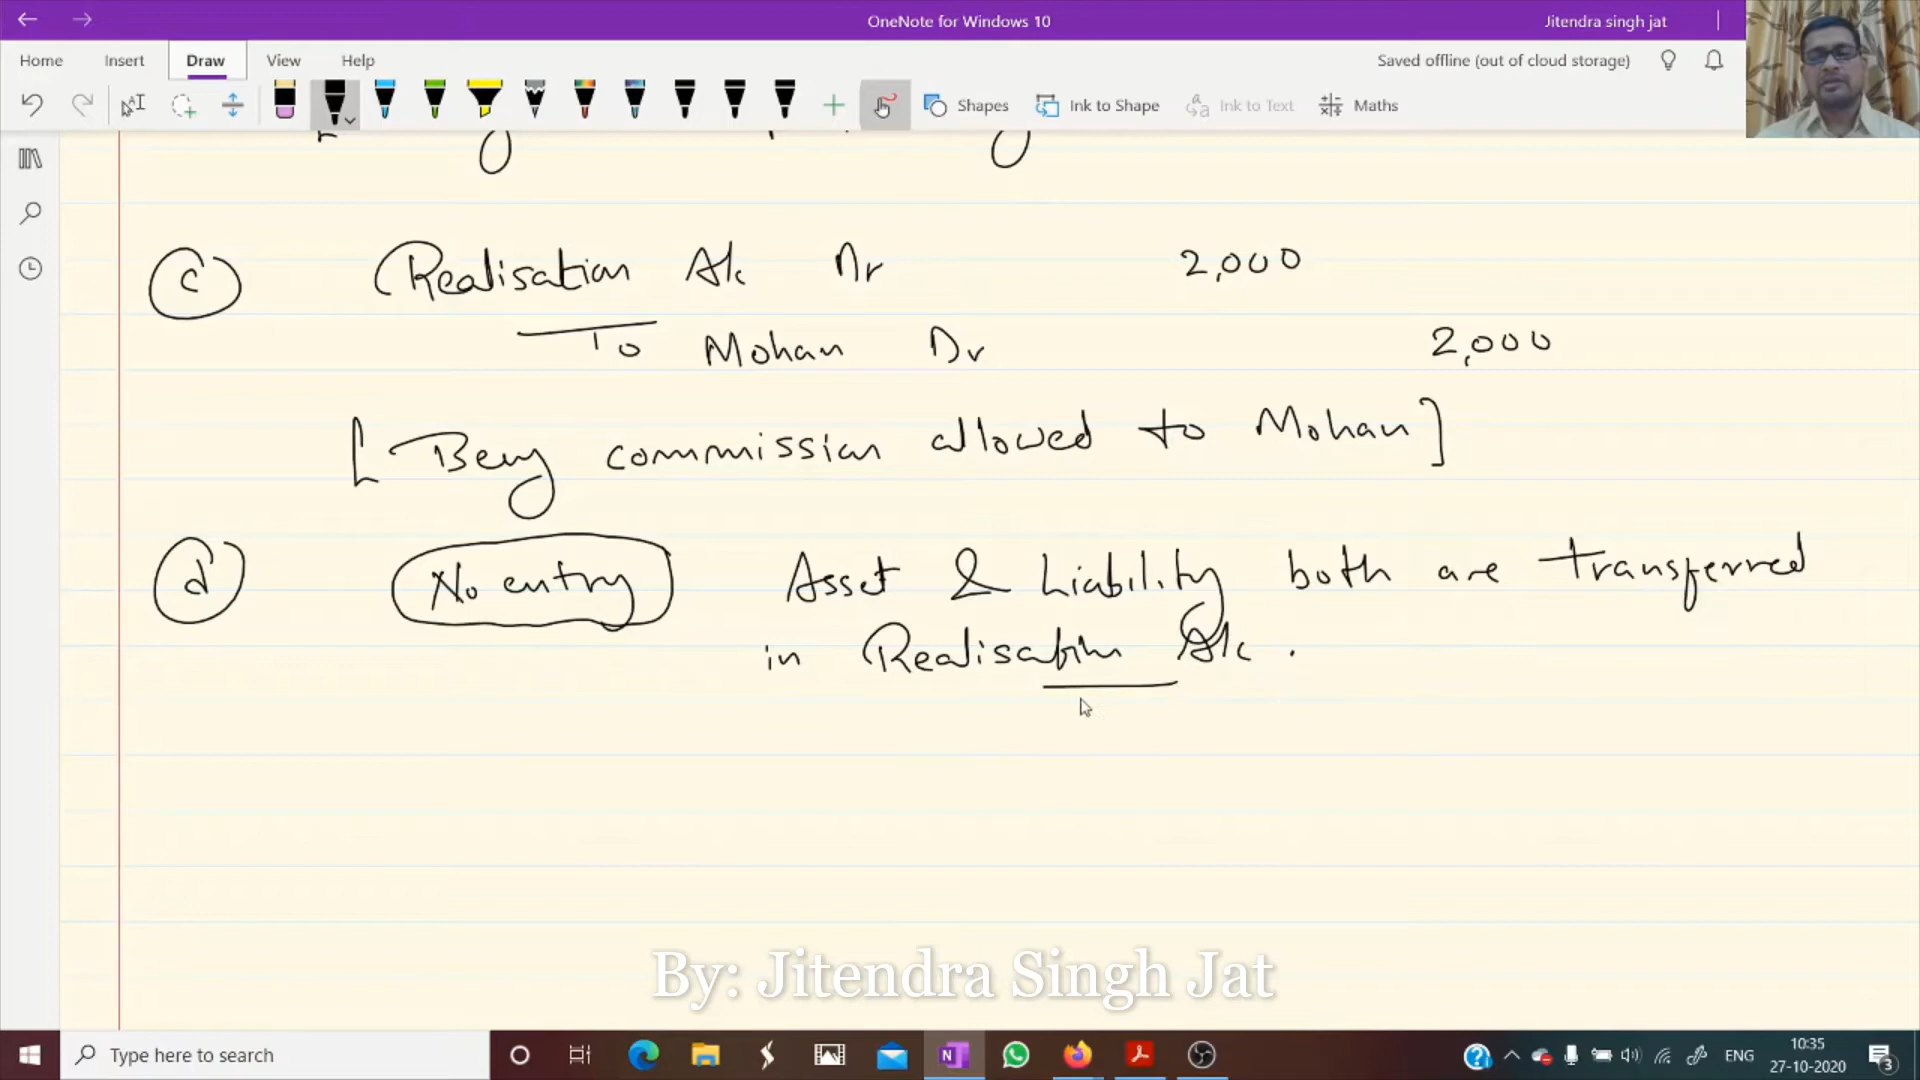 OneNote for Windows 10
Jitendra singh jat
Home Insert Draw View Help
Saved offline (out of cloud storage)
Shapes Ink to Shape Ink to Text Maths
c Realisation A/c Dr 2,000
To Mohan Dr 2,000
[Being commission allowed to Mohan]
d No entry Asset & Liability both are transferred
in Realisation A/c.
By: Jitendra Singh Jat
Type here to search
ENG
10:35
27-10-2020
3